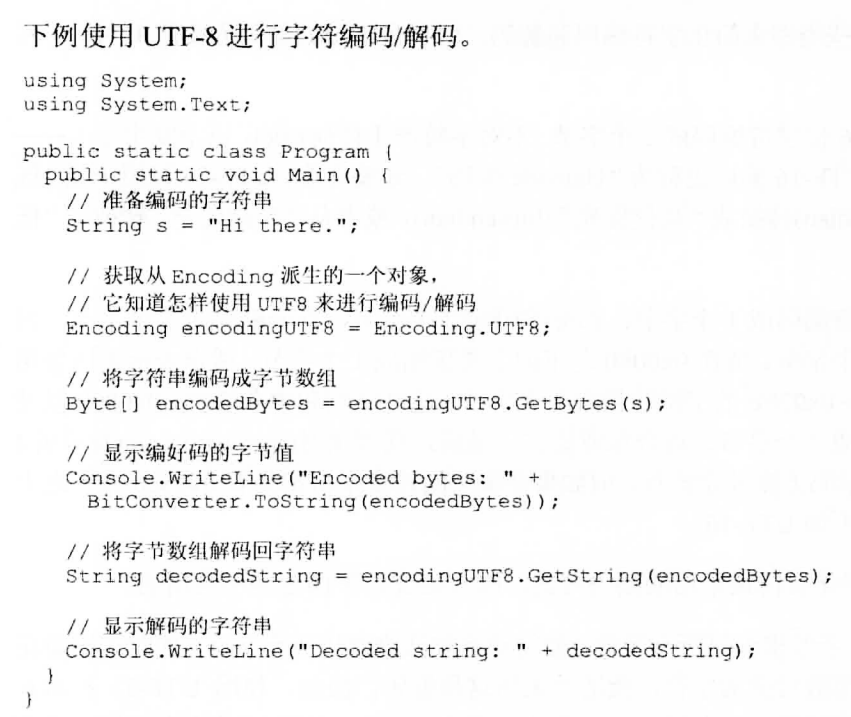 下例使用 UTF-8 进行字符编码/解码。
using System;
using System.Text;
public static class Program {
public static void Main() {
// 准备编码的字符串
String s = "Hi there.";
// 获取从 Encoding 派生的一个对象，
// 它知道怎样使用 UTF8 来进行编码/解码
Encoding encodingUTF8 = Encoding.UTF8;
// 将字符串编码成字节数组
Byte[] encodedBytes = encodingUTF8.GetBytes(s);
// 显示编好码的字节值
Console.WriteLine("Encoded bytes: " +
BitConverter.ToString(encodedBytes));
// 将字节数组解码回字符串
String decodedString = encodingUTF8.GetString(encodedBytes);
// 显示解码的字符串
Console.WriteLine("Decoded string: " + decodedString);
}
}